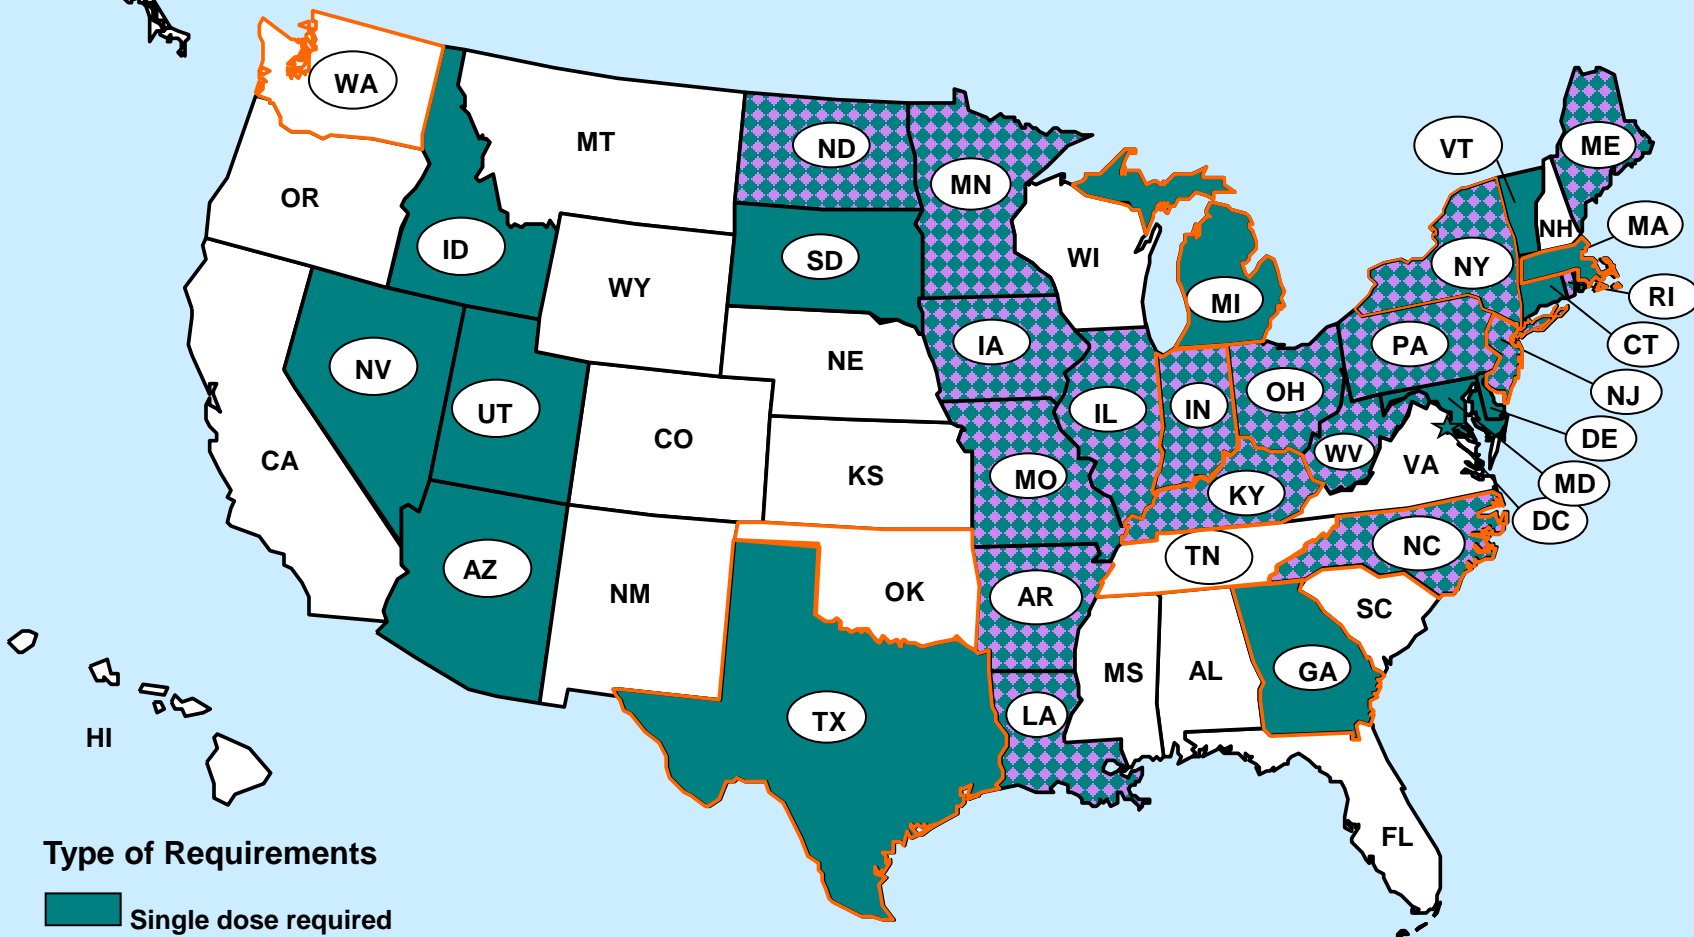 WA
MT
ND
VT
ME
MN
OR
MA
NH
ID
WI
SD
NY
WY
MI
RI
IA
PA
CT
NE
NV
NJ
UT
IL
IN
OH
CO
DE
WV
CA
VA
KS
MO
MD
KY
DC
NC
TN
AZ
OK
AR
NM
SC
MS
AL
GA
LA
TX
HI
FL
Type of Requirements
Single dose required